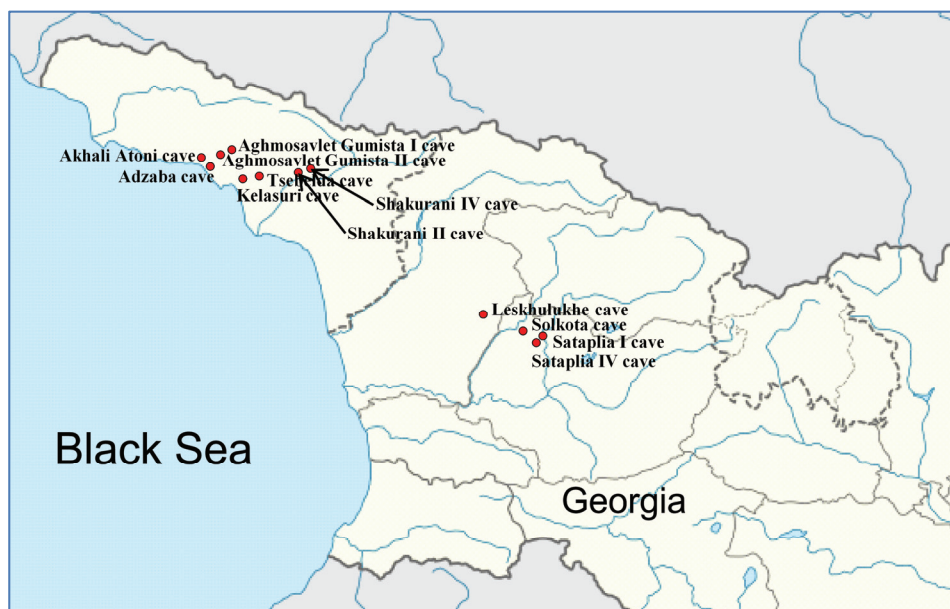 Aghmosavlet Gumista I cave
Akhali Atoni cave
Aghmosavlet Gumista II cave
Adzaba cave
Tsebelda cave
Kelasuri cave
Shakurani IV cave
Shakurani II cave
Leskhulukhe cave
Solkota cave
Sataplia I cave
Sataplia IV cave
Black Sea
Georgia